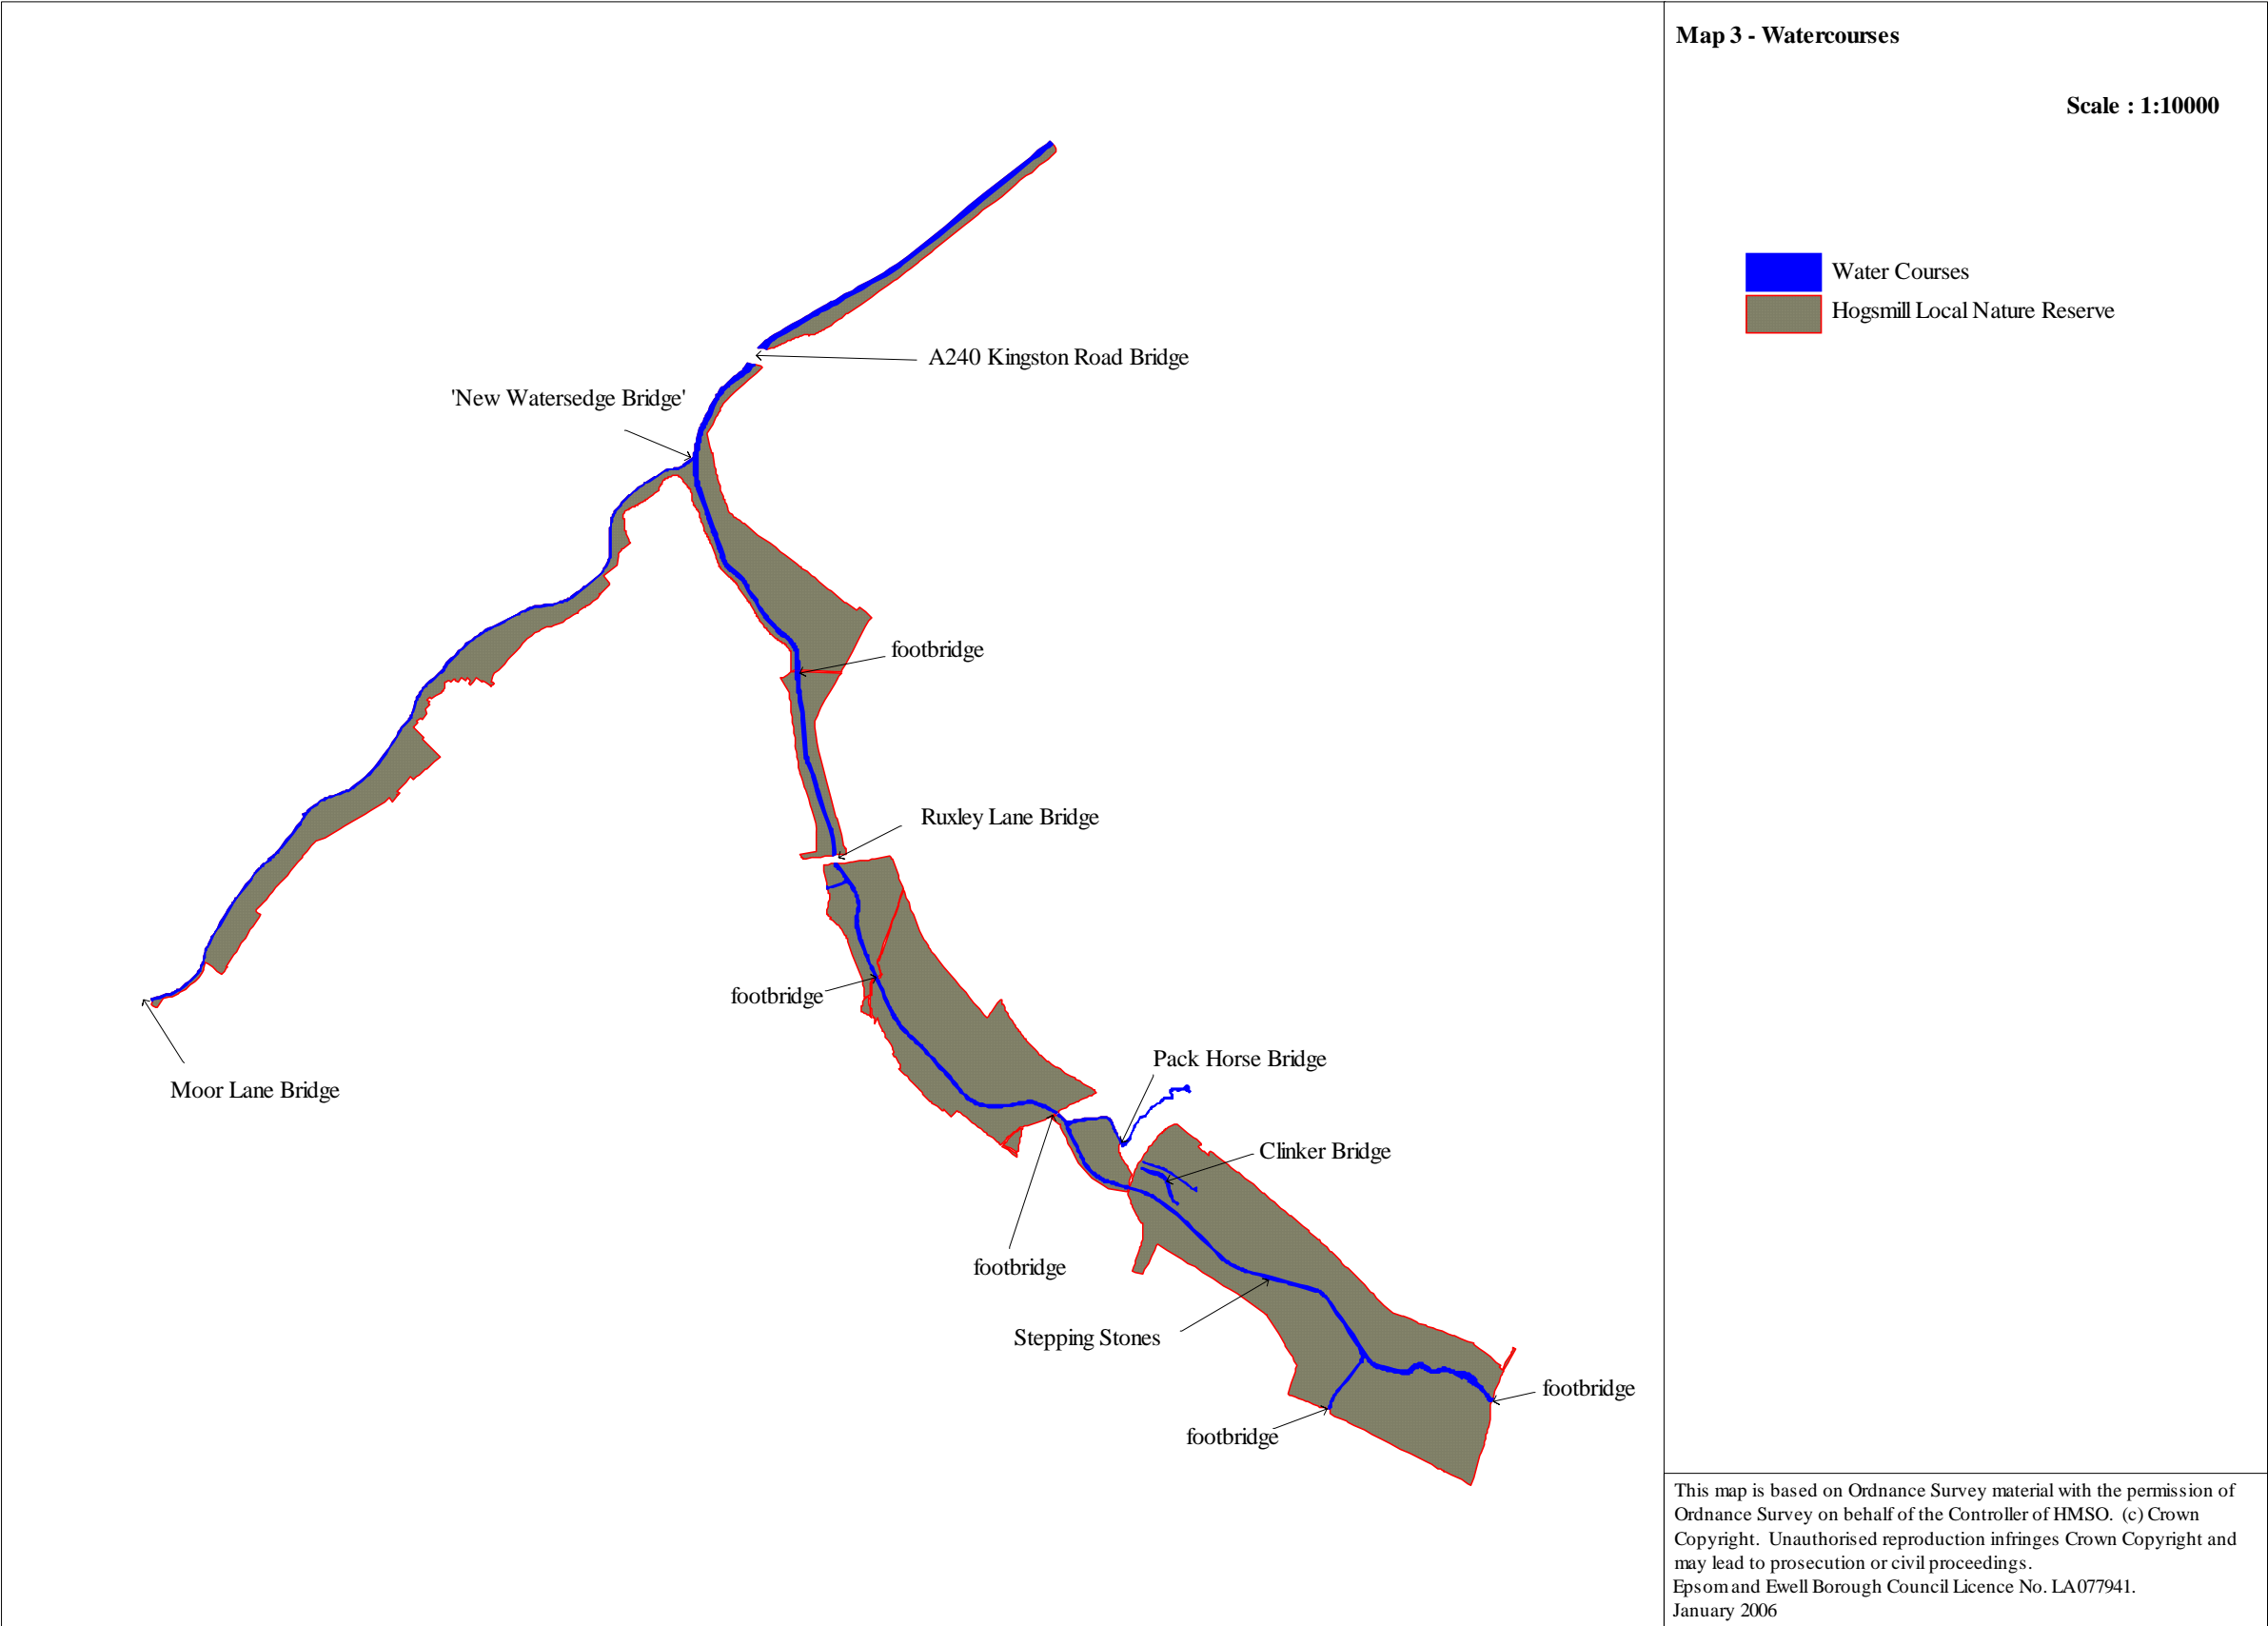 Map 3 - Watercourses
Scale : 1:10000
Water Courses
Hogsmill Local Nature Reserve
A240 Kingston Road Bridge
'New Watersedge Bridge'
footbridge
Ruxley Lane Bridge
footbridge
Pack Horse Bridge
Moor Lane Bridge
Clinker Bridge
footbridge
Stepping Stones
footbridge
footbridge
This map is based on Ordnance Survey material with the permission of
Ordnance Survey on behalf of the Controller of HMSO. (c) Crown
Copyright. Unauthorised reproduction infringes Crown Copyright and
may lead to prosecution or civil proceedings.
Epsom and Ewell Borough Council Licence No. LA077941.
January 2006